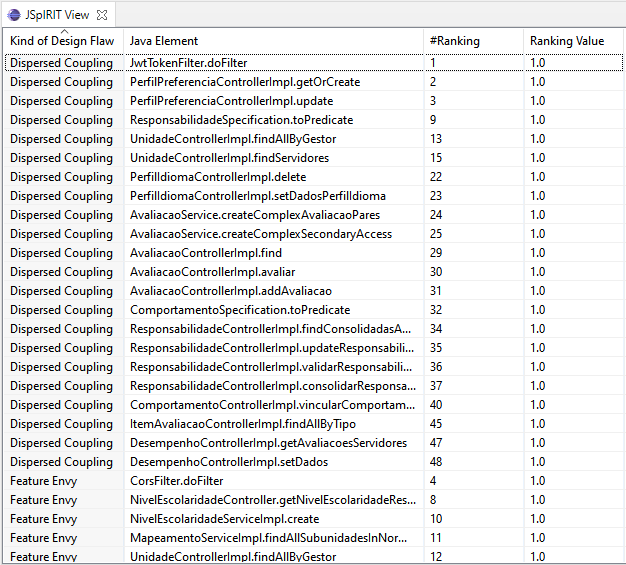 JSpIRIT View
Kind of Design Flaw Java Element #Ranking Ranking Value
Dispersed Coupling JwtTokenFilter.doFilter 1 1.0
Dispersed Coupling PerfilPreferenciaControllerImpl.getOrCreate 2 1.0
Dispersed Coupling PerfilPreferenciaControllerImpl.update 3 1.0
Dispersed Coupling ResponsabilidadeSpecification.toPredicate 9 1.0
Dispersed Coupling UnidadeControllerImpl.findAllByGestor 13 1.0
Dispersed Coupling UnidadeControllerImpl.findServidores 15 1.0
Dispersed Coupling PerfilIdiomaControllerImpl.delete 22 1.0
Dispersed Coupling PerfilIdiomaControllerImpl.setDadosPerfilIdioma 23 1.0
Dispersed Coupling AvaliacaoService.createComplexAvaliacaoPares 24 1.0
Dispersed Coupling AvaliacaoService.createComplexSecondaryAccess 25 1.0
Dispersed Coupling AvaliacaoControllerImpl.find 29 1.0
Dispersed Coupling AvaliacaoControllerImpl.avaliar 30 1.0
Dispersed Coupling AvaliacaoControllerImpl.addAvaliacao 31 1.0
Dispersed Coupling ComportamentoSpecification.toPredicate 32 1.0
Dispersed Coupling ResponsabilidadeControllerImpl.findConsolidadasA... 34 1.0
Dispersed Coupling ResponsabilidadeControllerImpl.updateResponsabili... 35 1.0
Dispersed Coupling ResponsabilidadeControllerImpl.validarResponsabili... 36 1.0
Dispersed Coupling ResponsabilidadeControllerImpl.consolidarResponsa... 37 1.0
Dispersed Coupling ComportamentoControllerImpl.vincularComportam... 40 1.0
Dispersed Coupling ItemAvaliacaoControllerImpl.findAllByTipo 45 1.0
Dispersed Coupling DesempenhoControllerImpl.getAvaliacoesServidores 47 1.0
Dispersed Coupling DesempenhoControllerImpl.setDados 48 1.0
Feature Envy CorsFilter.doFilter 4 1.0
Feature Envy NivelEscolaridadeController.getNivelEscolaridadeRes... 8 1.0
Feature Envy NivelEscolaridadeServiceImpl.create 10 1.0
Feature Envy MapeamentoServiceImpl.findAllSubunidadesInNor... 11 1.0
Feature Envy UnidadeControllerImpl.findAllByGestor 12 1.0